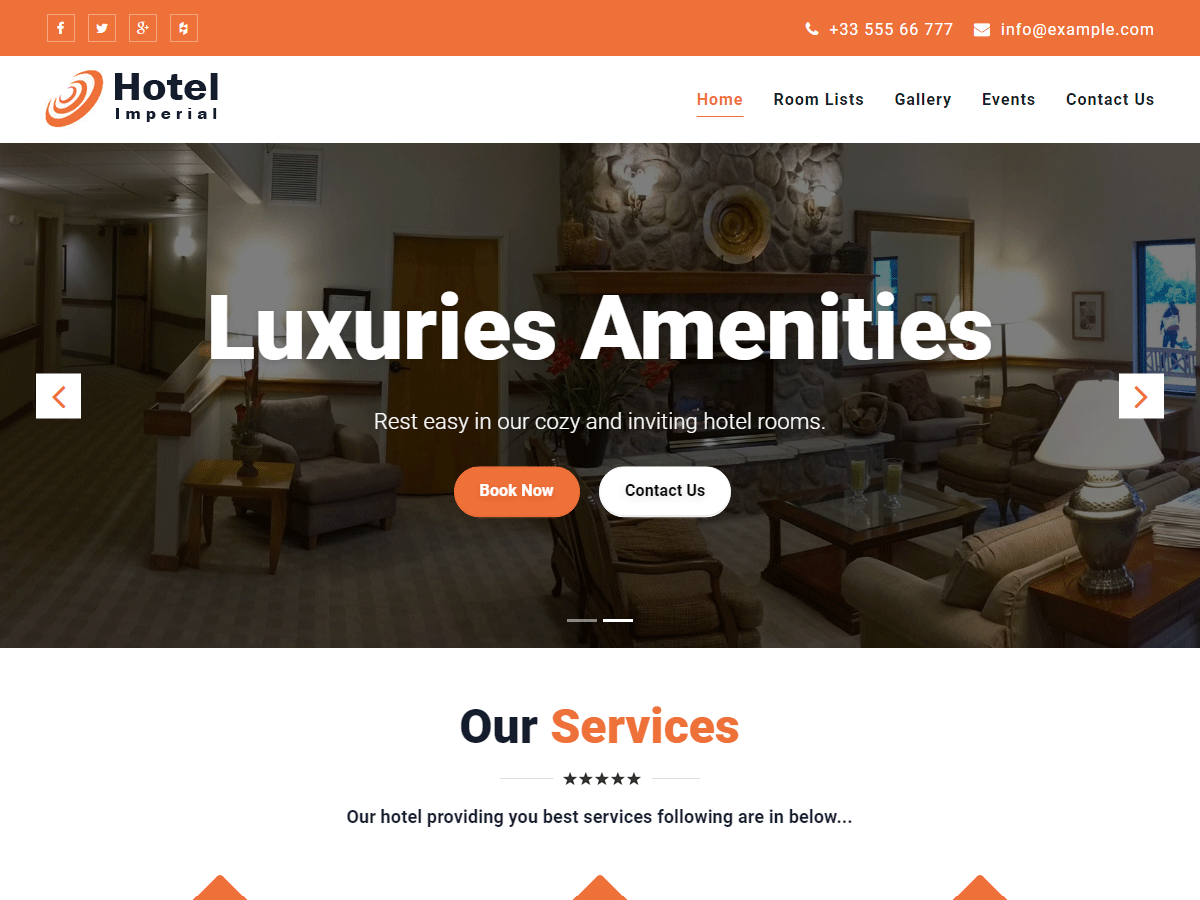 +33 555 66 777 info@example.com
Hotel
Imperial
Home Room Lists Gallery Events Contact Us
Luxuries Amenities
Rest easy in our cozy and inviting hotel rooms.
Book Now Contact Us
Our Services
Our hotel providing you best services following are in below...